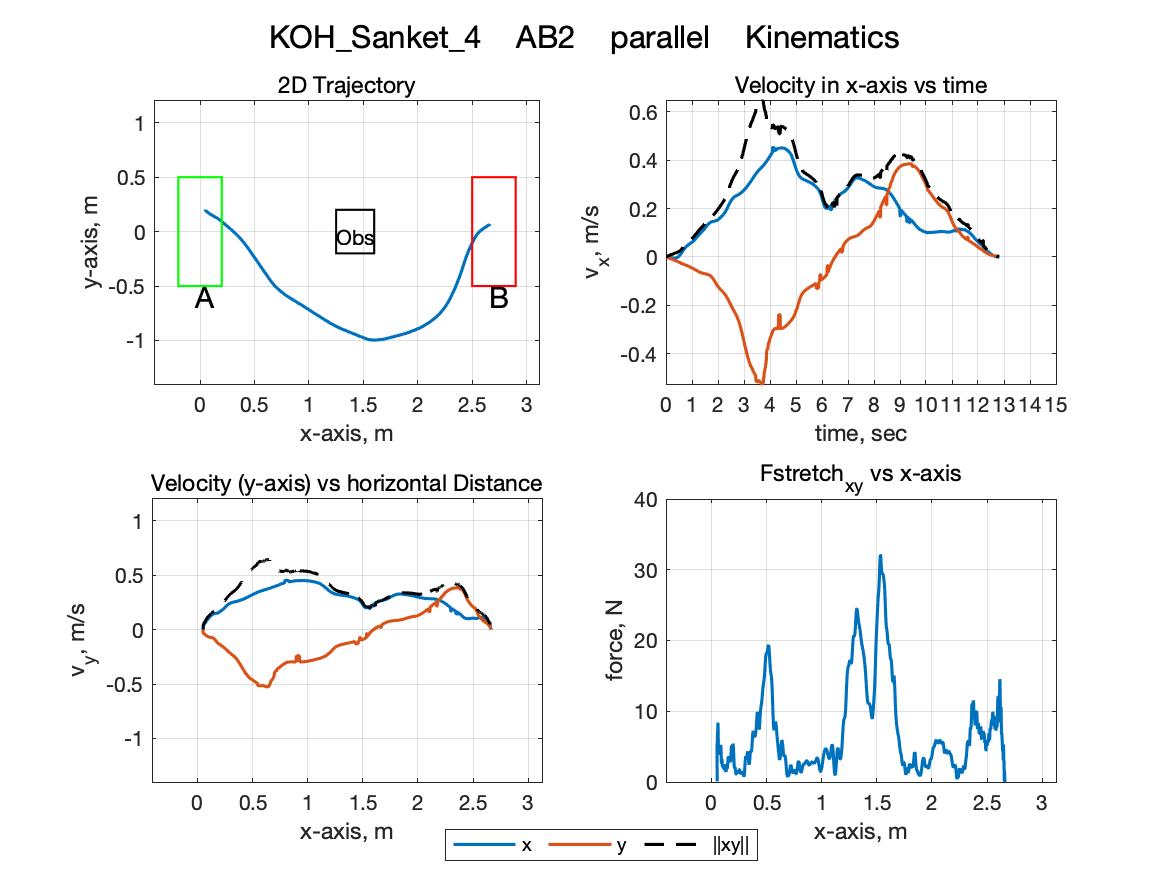 KOH_Sanket_4 AB2 parallel Kinematics
2D Trajectory
1
0.5
0
-0.5
-1
y-axis, m
A
Obs
B
0 0.5 1 1.5 2 2.5 3
x-axis, m
Velocity in x-axis vs time
0.6
0.4
0.2
0
-0.2
-0.4
v_x, m/s
0 1 2 3 4 5 6 7 8 9 10 11 12 13 14 15
time, sec
Velocity (y-axis) vs horizontal Distance
1
0.5
0
-0.5
-1
v_y, m/s
0 0.5 1 1.5 2 2.5 3
x-axis, m
Fstretch_xy vs x-axis
40
30
20
10
0
force, N
0 0.5 1 1.5 2 2.5 3
x-axis, m
x y ||xy||